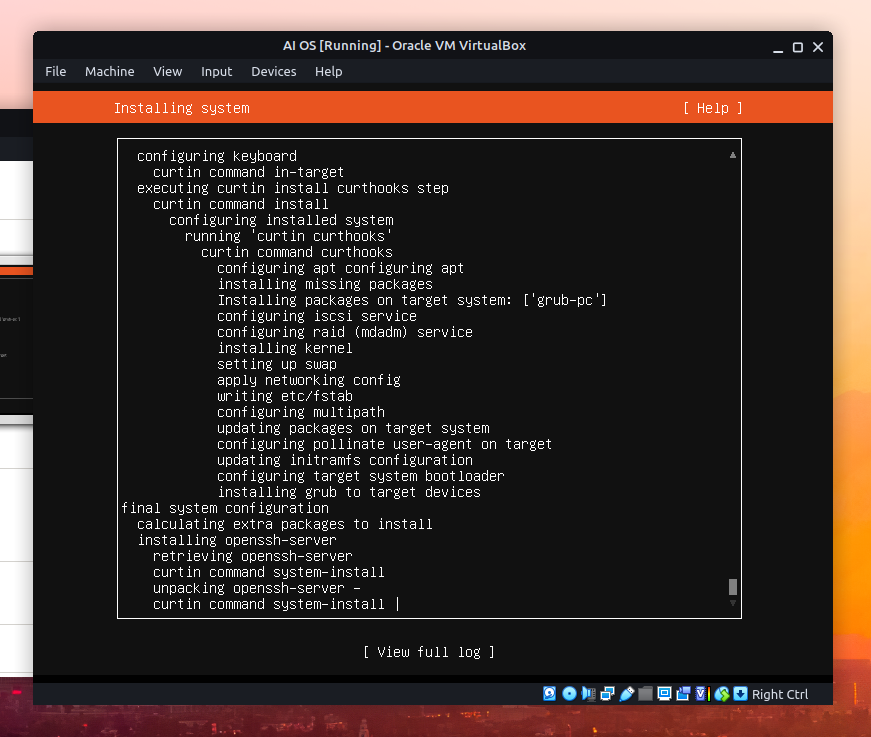 AI OS [Running] - Oracle VM VirtualBox
File Machine View Input Devices Help
Installing system [ Help ]
configuring keyboard
curtin command in-target
executing curtin install curthooks step
curtin command install
configuring installed system
running 'curtin curthooks'
curtin command curthooks
configuring apt configuring apt
installing missing packages
Installing packages on target system: ['grub-pc']
configuring iscsi service
configuring raid (mdadm) service
installing kernel
setting up swap
apply networking config
writing etc/fstab
configuring multipath
updating packages on target system
configuring pollinate user-agent on target
updating initramfs configuration
configuring target system bootloader
installing grub to target devices
final system configuration
calculating extra packages to install
installing openssh-server
retrieving openssh-server
curtin command system-install
unpacking openssh-server -
curtin command system-install |
[ View full log ]
Right Ctrl